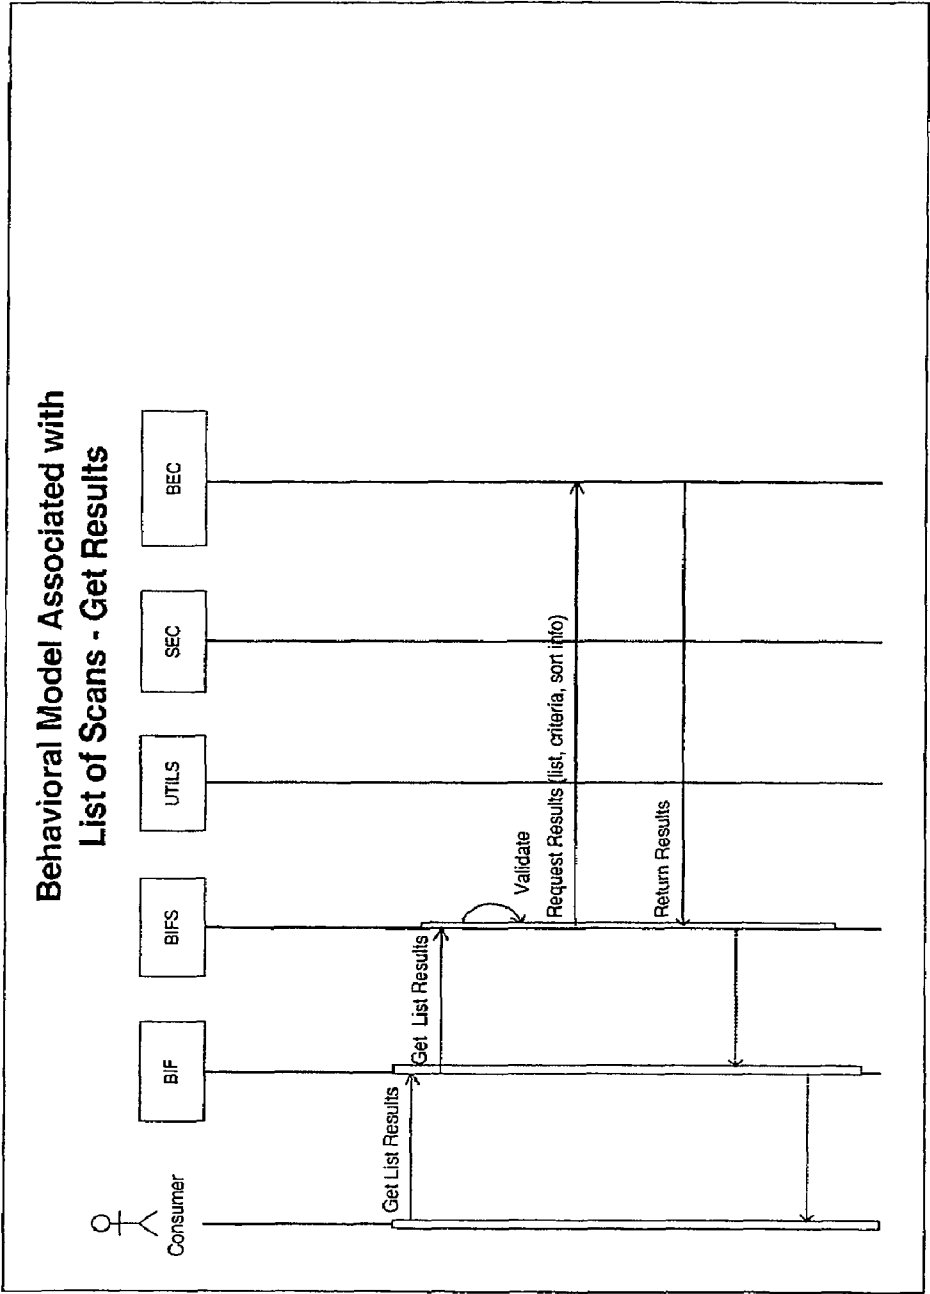 Behavioral Model Associated with
List of Scans - Get Results
Consumer
BIF
BIFS
UTILS
SEC
BEC
Get List Results
Get List Results
Validate
Request Results (list, criteria, sort info)
Return Results